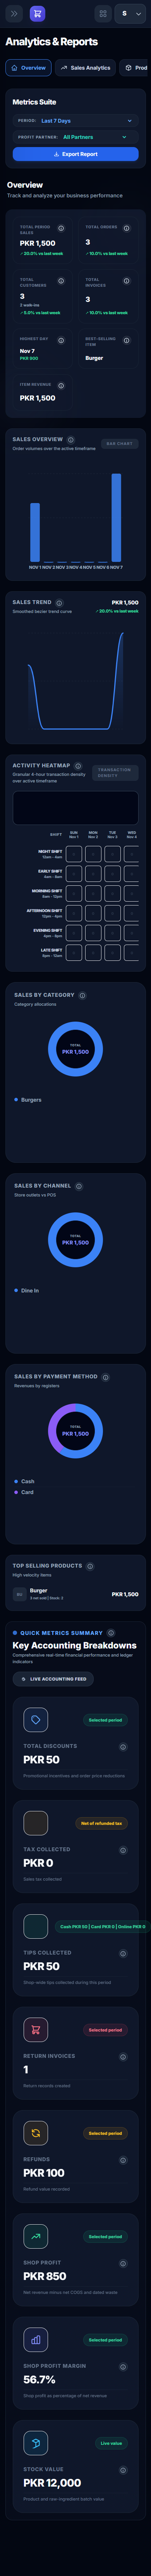 S
Analytics & Reports
Overview
Sales Analytics
Prod
Metrics Suite
PERIOD: Last 7 Days
PROFIT PARTNER: All Partners
Export Report
Overview
Track and analyze your business performance
TOTAL PERIOD SALES
PKR 1,500
↗ 20.0% vs last week
TOTAL ORDERS
3
↗ 10.0% vs last week
TOTAL CUSTOMERS
3
2 walk-ins
↗ 5.0% vs last week
TOTAL INVOICES
3
↗ 10.0% vs last week
HIGHEST DAY
Nov 7
PKR 900
BEST-SELLING ITEM
Burger
ITEM REVENUE
PKR 1,500
SALES OVERVIEW
Order volumes over the active timeframe
BAR CHART
NOV 1 NOV 2 NOV 3 NOV 4 NOV 5 NOV 6 NOV 7
SALES TREND
Smoothed bezier trend curve
PKR 1,500
↗ 20.0% vs last week
ACTIVITY HEATMAP
Granular 4-hour transaction density over active timeframe
TRANSACTION DENSITY
SHIFT
SUN Nov 1
MON Nov 2
TUE Nov 3
WED Nov 4
NIGHT SHIFT
12am - 4am
EARLY SHIFT
4am - 8am
MORNING SHIFT
8am - 12pm
AFTERNOON SHIFT
12pm - 4pm
EVENING SHIFT
4pm - 8pm
LATE SHIFT
8pm - 12am
SALES BY CATEGORY
Category allocations
TOTAL
PKR 1,500
Burgers
SALES BY CHANNEL
Store outlets vs POS
TOTAL
PKR 1,500
Dine In
SALES BY PAYMENT METHOD
Revenues by registers
TOTAL
PKR 1,500
Cash
Card
TOP SELLING PRODUCTS
High velocity items
Burger
3 unit sold | Stock: 2
PKR 1,500
QUICK METRICS SUMMARY
Key Accounting Breakdowns
Comprehensive real-time financial performance and ledger indicators
LIVE ACCOUNTING FEED
Selected period
TOTAL DISCOUNTS
PKR 50
Promotional incentives and order price reductions
Net of refunded tax
TAX COLLECTED
PKR 0
Sales tax collected
Cash PKR 50 | Card PKR 0 | Online PKR 0
TIPS COLLECTED
PKR 50
Shop-wide tips collected during this period
Selected period
RETURN INVOICES
1
Return records created
Selected period
REFUNDS
PKR 100
Refund value recorded
Selected period
SHOP PROFIT
PKR 850
Net revenue minus net COGS and dated waste
Selected period
SHOP PROFIT MARGIN
56.7%
Shop profit as percentage of net revenue
Live value
STOCK VALUE
PKR 12,000
Product and raw-ingredient batch value